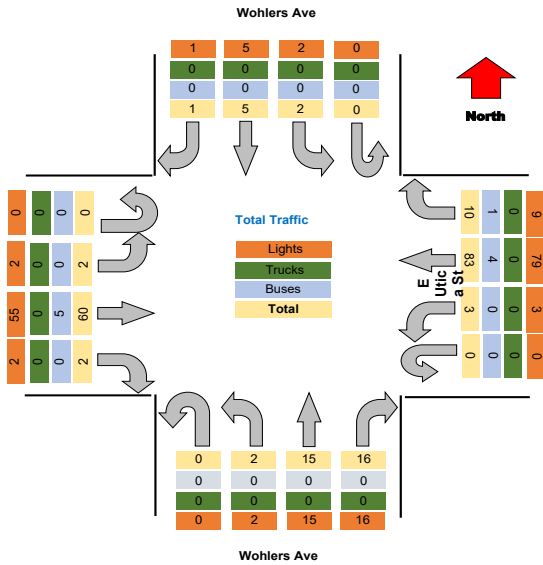 Wohlers Ave
1 5 2 0
0 0 0 0
0 0 0 0
1 5 2 0
North
0 0 0 0
2 0 0 2
55 0 5 60
2 0 0 2
Total Traffic
Lights
Trucks
Buses
Total
E
Utic
a St
10 1 0 9
83 4 0 79
3 0 0 3
0 0 0 0
0 2 15 16
0 0 0 0
0 0 0 0
0 2 15 16
Wohlers Ave